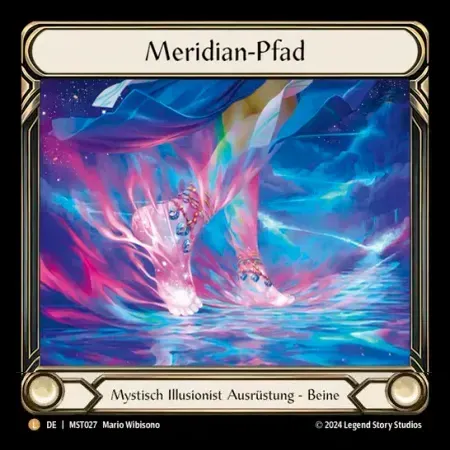 Meridian-Pfad
Mystisch Illusionist Ausrüstung - Beine
L DE | MST027 Mario Wibisono © 2024 Legend Story Studios